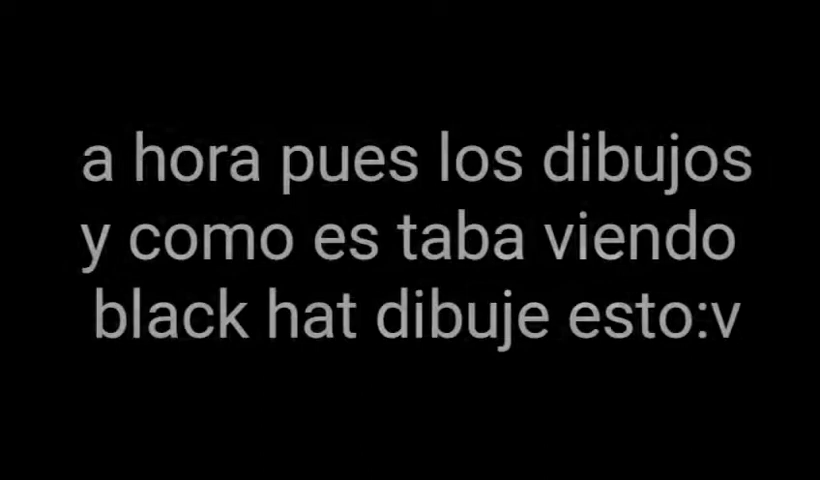 a hora pues los dibujos
y como es taba viendo
black hat dibuje esto:v